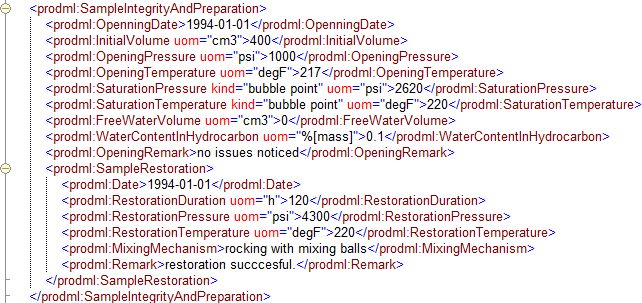 <prodml:SampleIntegrityAndPreparation>
<prodml:OpenningDate>1994-01-01</prodml:OpenningDate>
<prodml:InitialVolume uom="cm3">400</prodml:InitialVolume>
<prodml:OpeningPressure uom="psi">1000</prodml:OpeningPressure>
<prodml:OpeningTemperature uom="degF">217</prodml:OpeningTemperature>
<prodml:SaturationPressure kind="bubble point" uom="psi">2620</prodml:SaturationPressure>
<prodml:SaturationTemperature kind="bubble point" uom="degF">220</prodml:SaturationTemperature>
<prodml:FreeWaterVolume uom="cm3">0</prodml:FreeWaterVolume>
<prodml:WaterContentInHydrocarbon uom="%[mass]">0.1</prodml:WaterContentInHydrocarbon>
<prodml:OpeningRemark>no issues noticed</prodml:OpeningRemark>
<prodml:SampleRestoration>
<prodml:Date>1994-01-01</prodml:Date>
<prodml:RestorationDuration uom="h">120</prodml:RestorationDuration>
<prodml:RestorationPressure uom="psi">4300</prodml:RestorationPressure>
<prodml:RestorationTemperature uom="degF">220</prodml:RestorationTemperature>
<prodml:MixingMechanism>rocking with mixing balls</prodml:MixingMechanism>
<prodml:Remark>restoration succcesful.</prodml:Remark>
</prodml:SampleRestoration>
</prodml:SampleIntegrityAndPreparation>